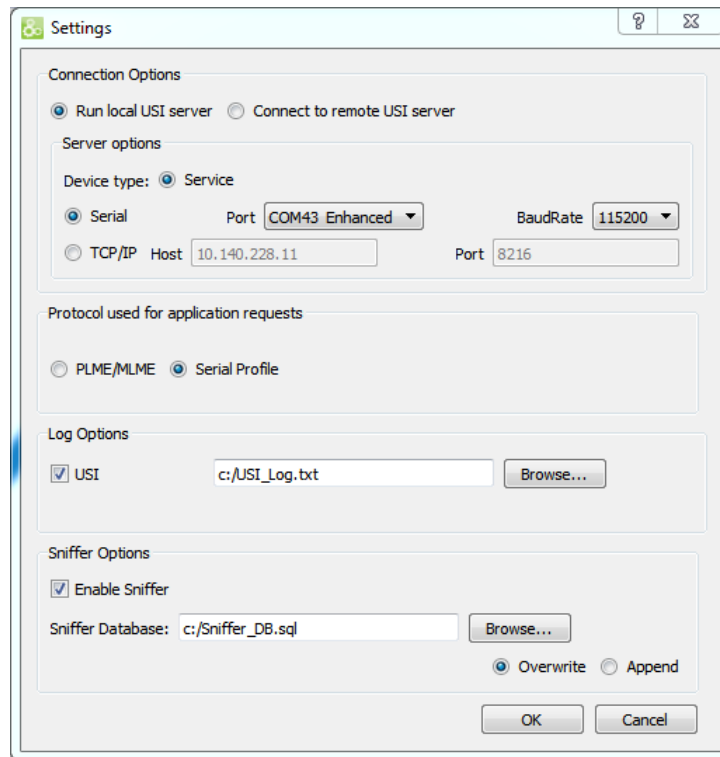 Settings
Connection Options
Run local USI server Connect to remote USI server
Server options
Device type: Service
Serial Port COM43 Enhanced BaudRate 115200
TCP/IP Host 10.140.228.11 Port 8216
Protocol used for application requests
PLME/MLME Serial Profile
Log Options
USI c:/USI_Log.txt Browse...
Sniffer Options
Enable Sniffer
Sniffer Database: c:/Sniffer_DB.sql Browse...
Overwrite Append
OK Cancel